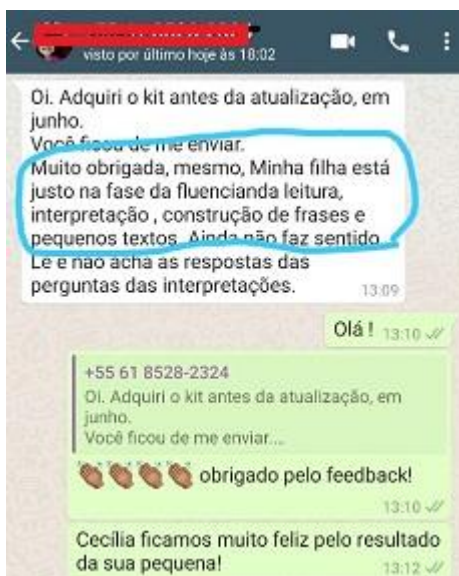 visto por último hoje às 18:02
Oi. Adquiri o kit antes da atualização, em
junho.
Você ficou de me enviar.
Muito obrigada, mesmo, Minha filha está
justo na fase da fluencianda leitura,
interpretação , construção de frases e
pequenos textos. Ainda não faz sentido.
Lê e não acha as respostas das
perguntas das interpretações.
13:09
Olá ! 13:10
+55 61 8528-2324
Oi. Adquiri o kit antes da atualização, em
junho.
Você ficou de me enviar...
👏🏽👏🏽👏🏽👏🏽 obrigado pelo feedback!
13:10
Cecília ficamos muito feliz pelo resultado
da sua pequena!
13:12